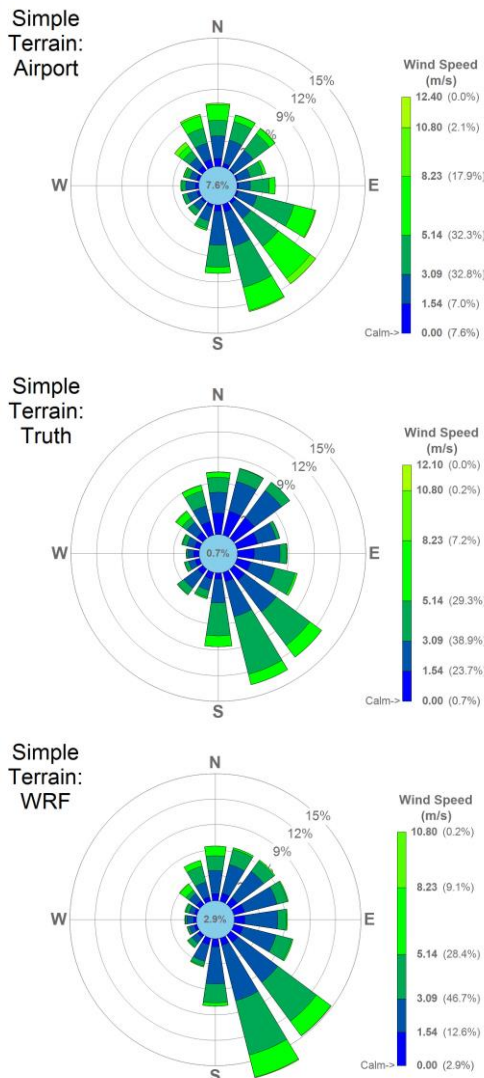 Simple
Terrain:
Airport
N
15%
12%
9%
%
W
7.6%
E
S
Wind Speed
(m/s)
12.40 (0.0%)
10.80 (2.1%)
8.23 (17.9%)
5.14 (32.3%)
3.09 (32.8%)
1.54 (7.0%)
Calm-> 0.00 (7.6%)
Simple
Terrain:
Truth
N
15%
12%
9%
W
0.7%
E
S
Wind Speed
(m/s)
12.10 (0.0%)
10.80 (0.2%)
8.23 (7.2%)
5.14 (29.3%)
3.09 (38.9%)
1.54 (23.7%)
Calm-> 0.00 (0.7%)
Simple
Terrain:
WRF
N
15%
12%
9%
%
W
2.9%
E
S
Wind Speed
(m/s)
10.80 (0.2%)
8.23 (9.1%)
5.14 (28.4%)
3.09 (46.7%)
1.54 (12.6%)
Calm-> 0.00 (2.9%)